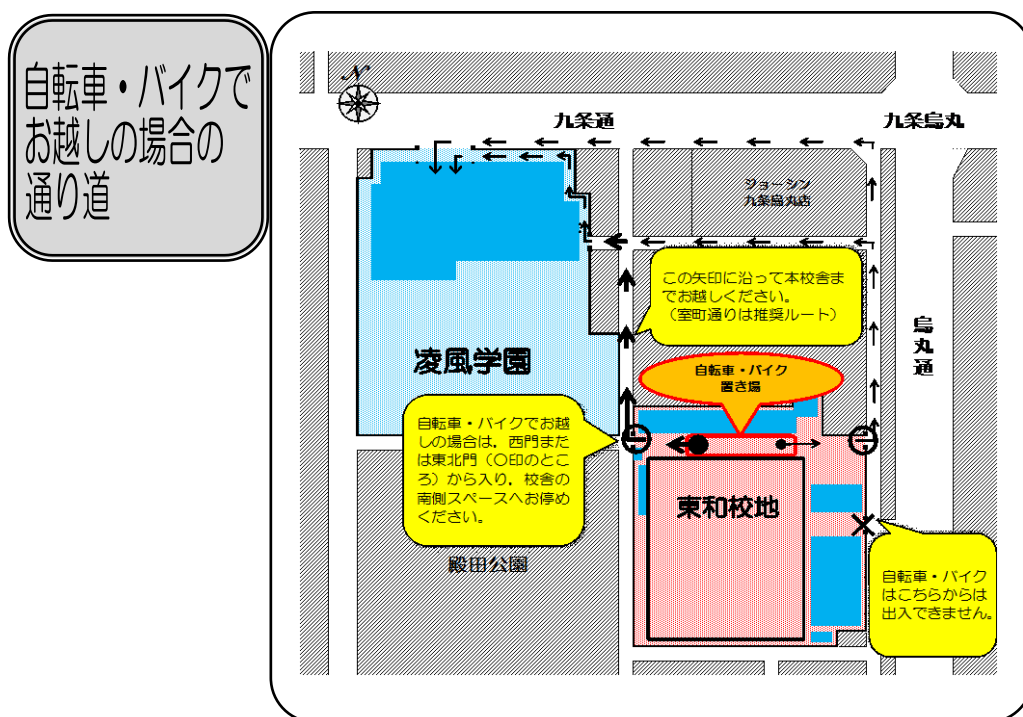 自転車・バイクで
お越しの場合の
通り道
N
九条通
九条烏丸
ジョーシン
九条烏丸店
この矢印に沿って本校舎ま
でお越しください。
（室町通りは推奨ルート）
烏丸通
凌風学園
自転車・バイク
置き場
自転車・バイクでお越
しの場合は，西門また
は東北門（〇印のとこ
ろ）から入り，校舎の
南側スペースへお停め
ください。
東和校地
殿田公園
自転車・バイク
はこちらからは
出入できません。